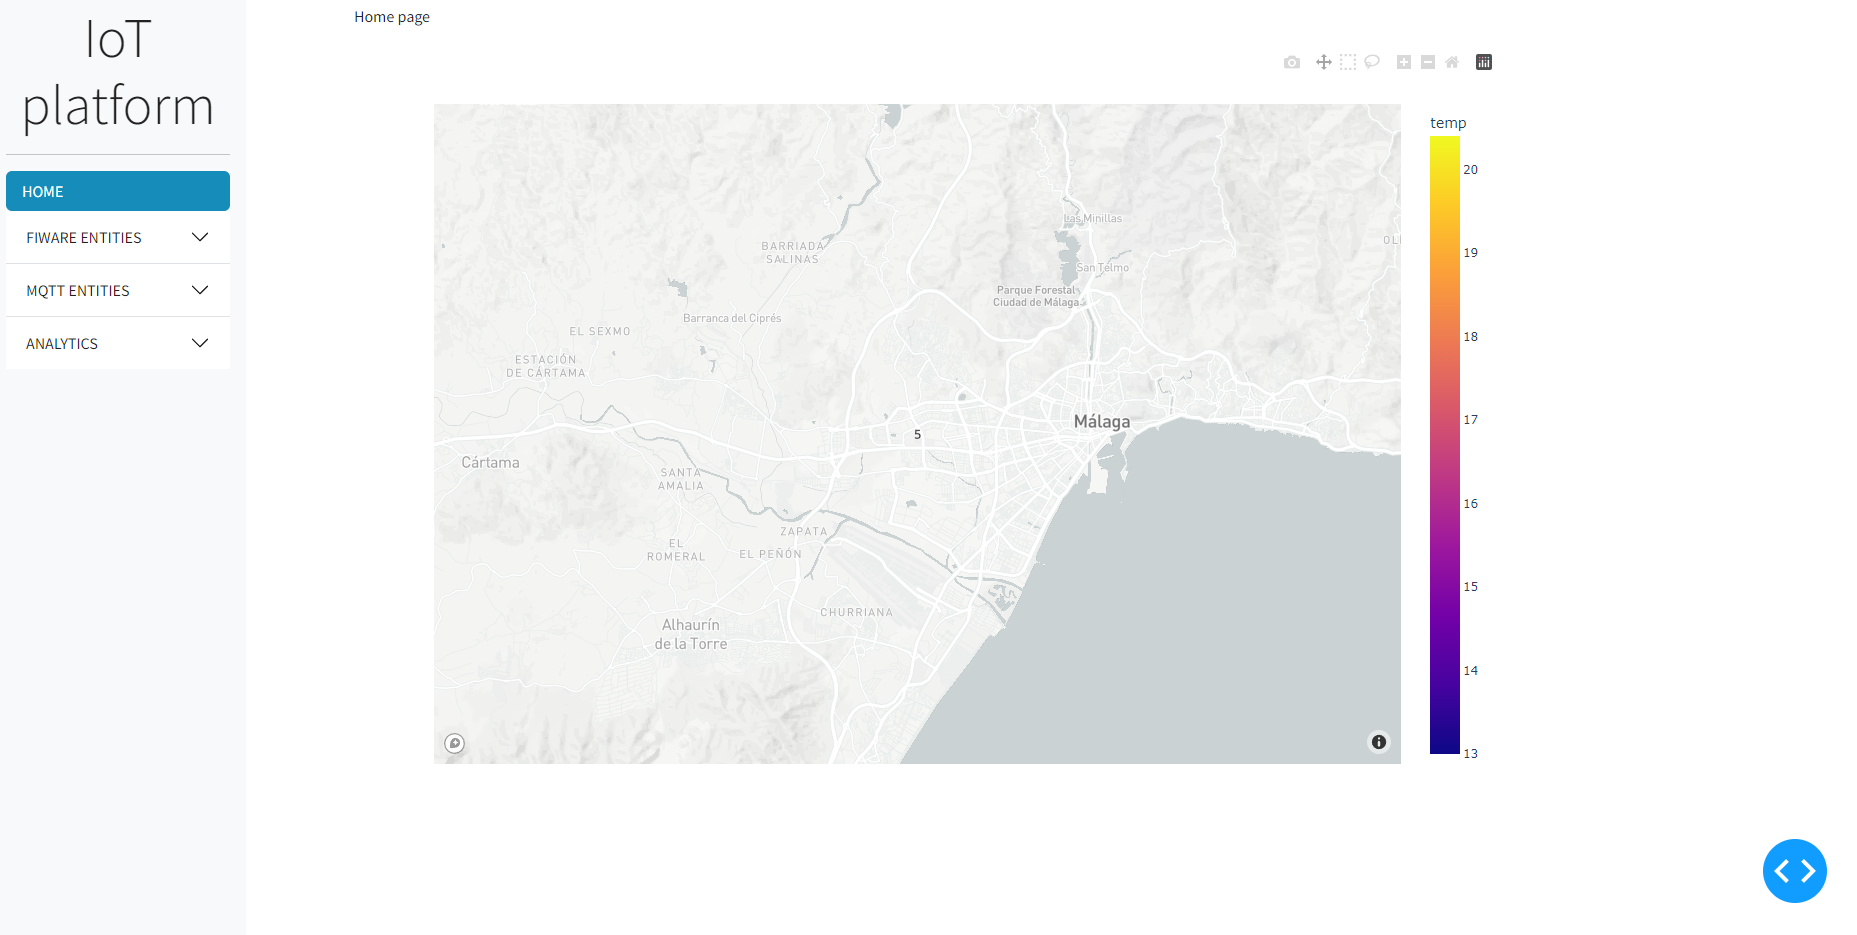 IoT
platform
HOME
FIWARE ENTITIES
MQTT ENTITIES
ANALYTICS
Home page
Las Minillas
BARRIADA
SALINAS
OL
San Telmo
Parque Forestal
Ciudad de Málaga
Barranca del Ciprés
EL SEXMO
ESTACIÓN
DE CÁRTAMA
Málaga
5
Cártama
SANTA
AMALIA
ZAPATA
EL
ROMERAL
EL PEÑÓN
CHURRIANA
Alhaurín
de la Torre
temp
20
19
18
17
16
15
14
13